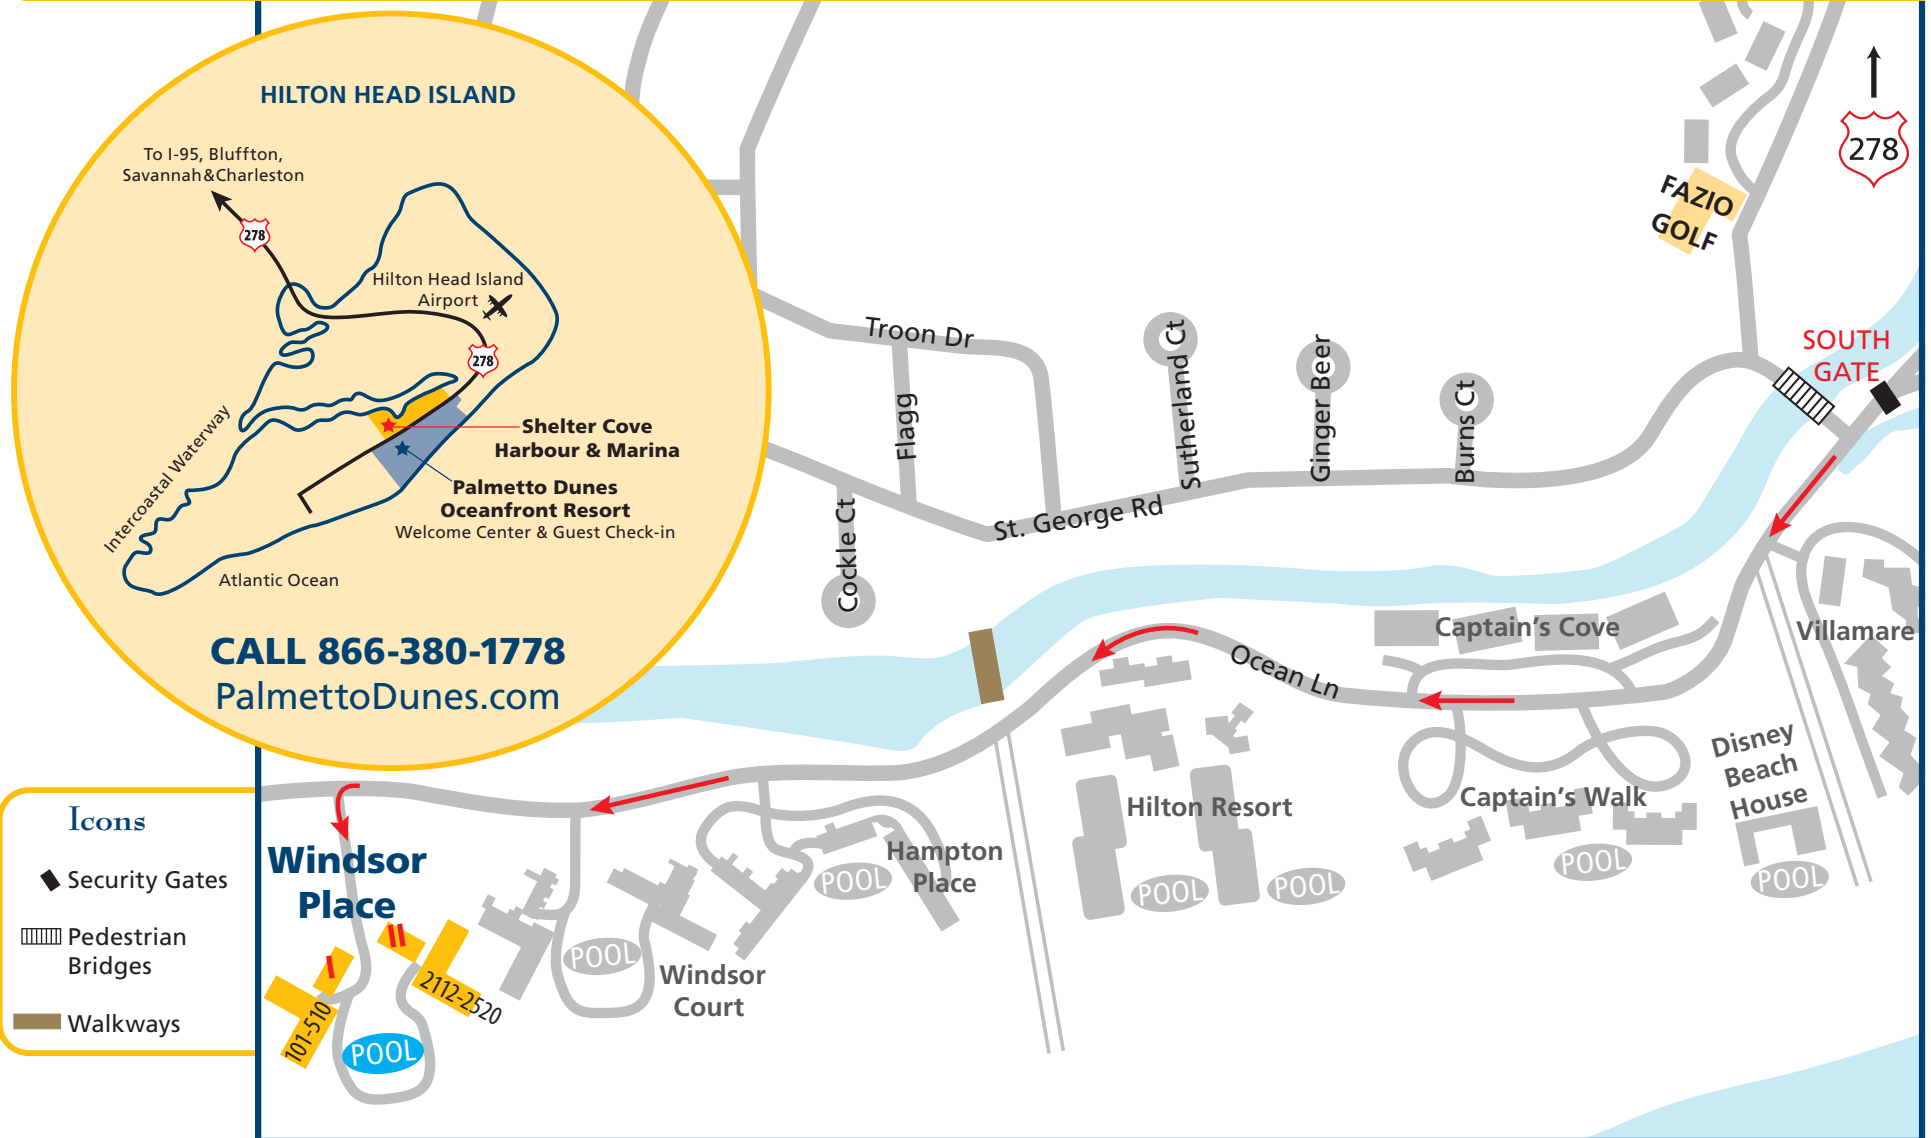 HILTON HEAD ISLAND
To I-95, Bluffton,
Savannah&Charleston
278
Hilton Head Island
Airport
278
Shelter Cove
Harbour & Marina
Palmetto Dunes
Oceanfront Resort
Welcome Center & Guest Check-in
Intercoastal Waterway
Atlantic Ocean
CALL 866-380-1778
PalmettoDunes.com
278
FAZIO
GOLF
SOUTH
GATE
Troon Dr
Flagg
Sutherland Ct
Ginger Beer
Burns Ct
Cockle Ct
St. George Rd
Ocean Ln
Captain's Cove
Villamare
Disney
Beach
House
POOL
Captain's Walk
POOL
Hilton Resort
POOL
POOL
Hampton
Place
POOL
Windsor
Court
POOL
Windsor
Place
I
II
101-510
2112-2520
POOL
Icons
Security Gates
Pedestrian
Bridges
Walkways